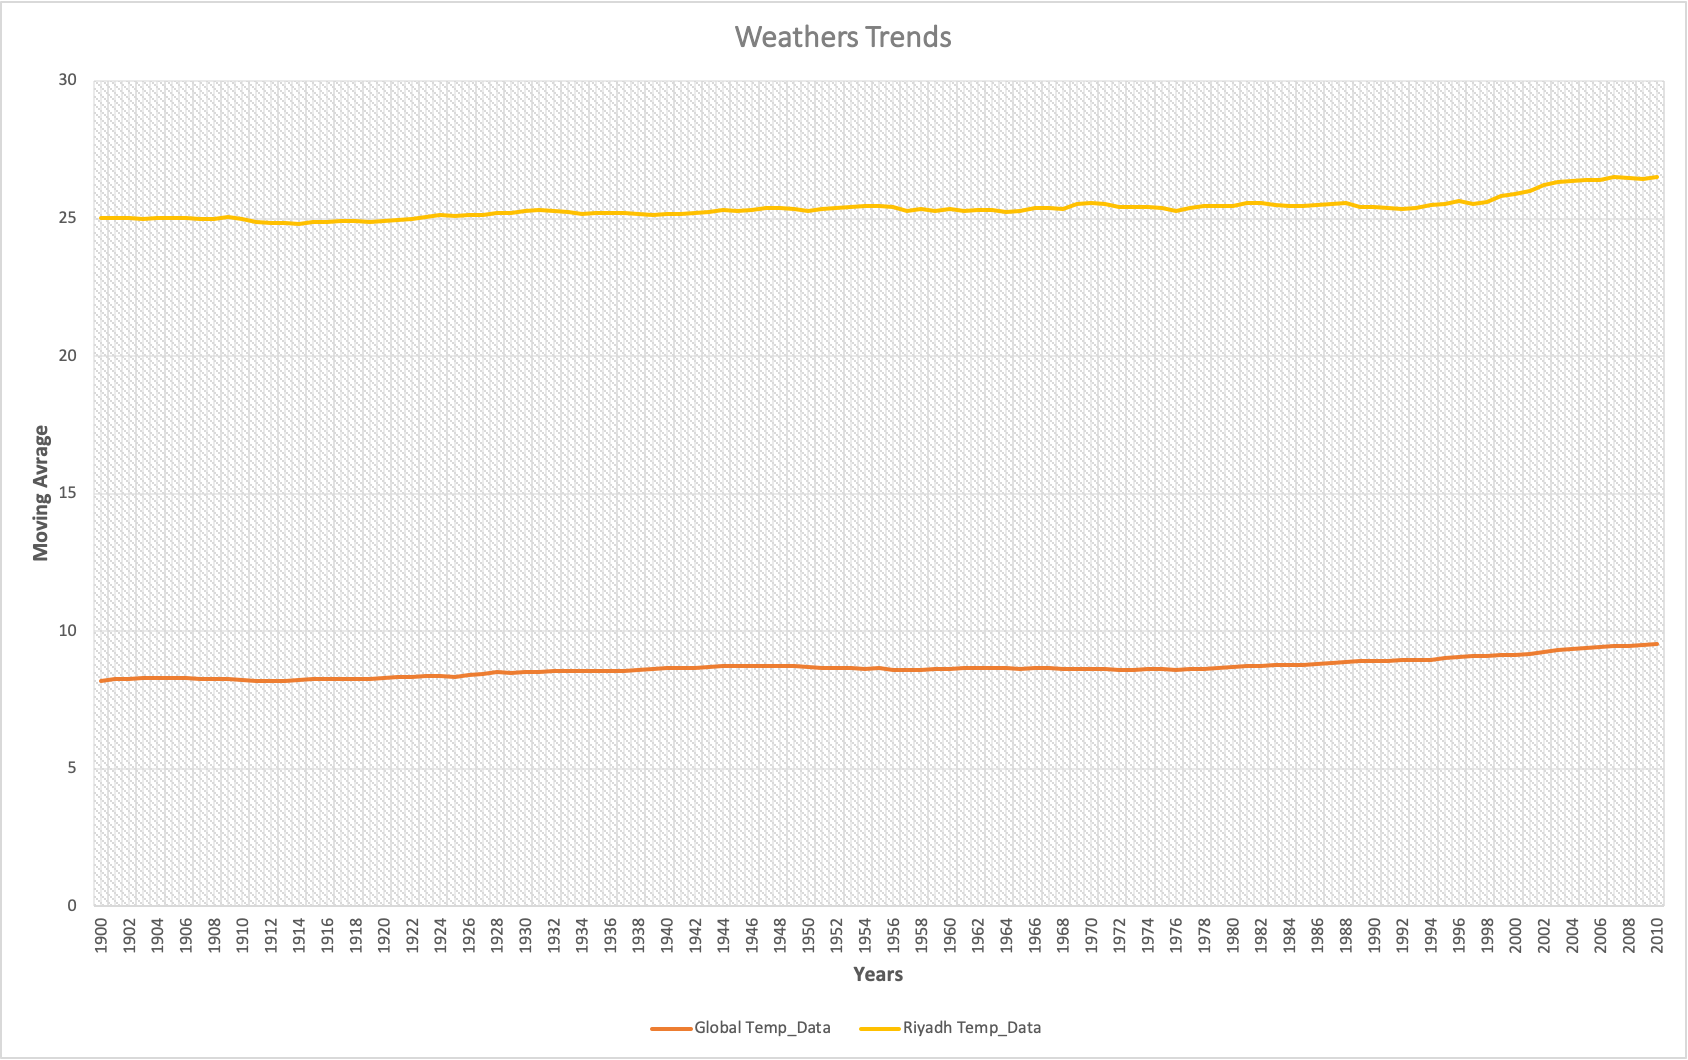 Weathers Trends
30
25
20
15
10
5
0
Moving Avrage
1900 1902 1904 1906 1908 1910 1912 1914 1916 1918 1920 1922 1924 1926 1928 1930 1932 1934 1936 1938 1940 1942 1944 1946 1948 1950 1952 1954 1956 1958 1960 1962 1964 1966 1968 1970 1972 1974 1976 1978 1980 1982 1984 1986 1988 1990 1992 1994 1996 1998 2000 2002 2004 2006 2008 2010
Years
Global Temp_Data Riyadh Temp_Data